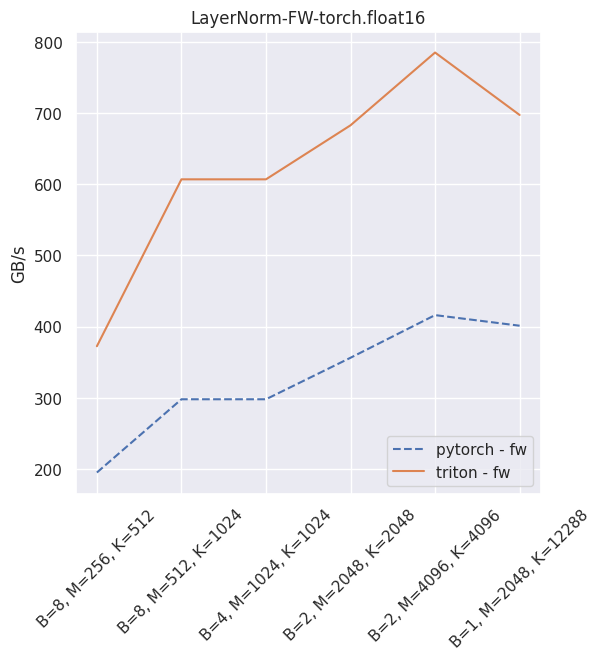 LayerNorm-FW-torch.float16
800
700
600
500
400
300
200
GB/s
pytorch - fw
triton - fw
B=8, M=256, K=512
B=8, M=512, K=1024
B=4, M=1024, K=1024
B=2, M=2048, K=2048
B=2, M=4096, K=4096
B=1, M=2048, K=12288